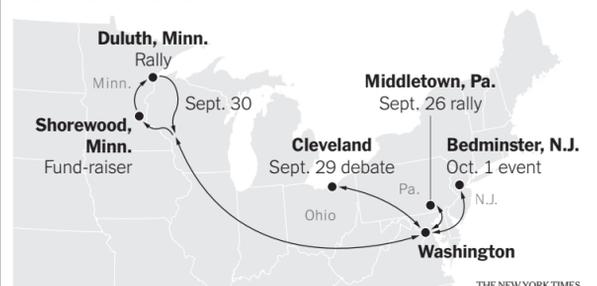 Duluth, Minn.
Rally
Minn.
Sept. 30
Shorewood,
Minn.
Fund-raiser
Middletown, Pa.
Sept. 26 rally
Cleveland
Sept. 29 debate
Bedminster, N.J.
Oct. 1 event
Pa.
N.J.
Ohio
Washington
THE NEW YORK TIMES